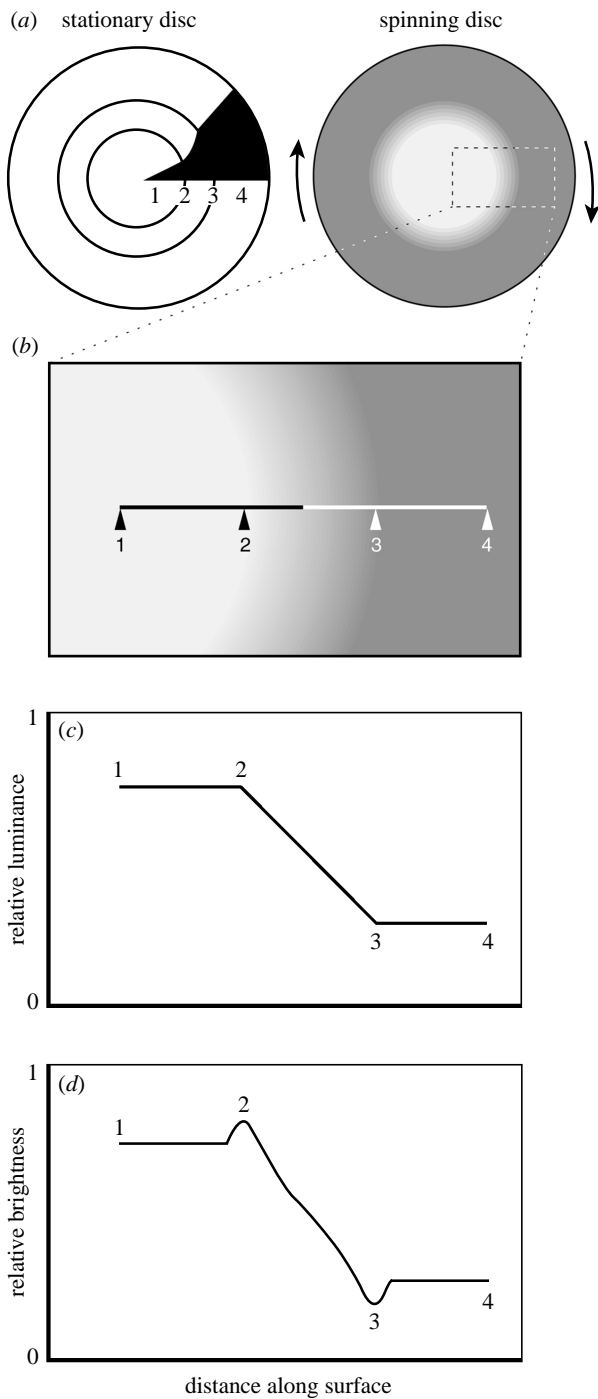 (a) stationary disc spinning disc
1 2 3 4
(b)
1 2 3 4
1
(c)
1 2
relative luminance
3 4
0
1
(d)
2
1
relative brightness
3 4
0
distance along surface